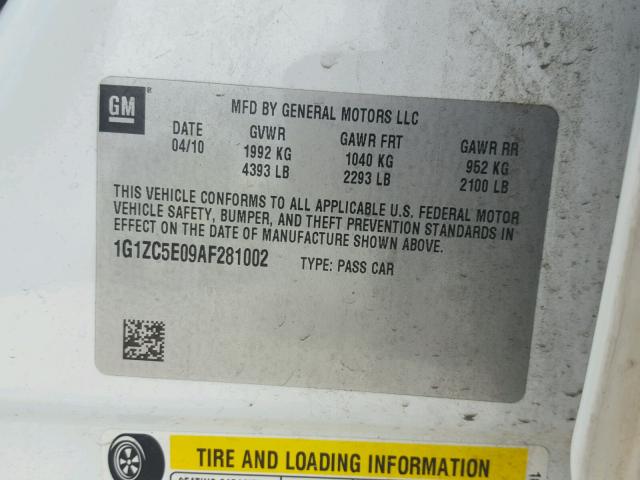 GM
®
MFD BY GENERAL MOTORS LLC
DATE GVWR GAWR FRT GAWR RR
04/10 1992 KG 1040 KG 952 KG
4393 LB 2293 LB 2100 LB
THIS VEHICLE CONFORMS TO ALL APPLICABLE U.S. FEDERAL MOTOR
VEHICLE SAFETY, BUMPER, AND THEFT PREVENTION STANDARDS IN
EFFECT ON THE DATE OF MANUFACTURE SHOWN ABOVE.
1G1ZC5E09AF281002 TYPE: PASS CAR
TIRE AND LOADING INFORMATION